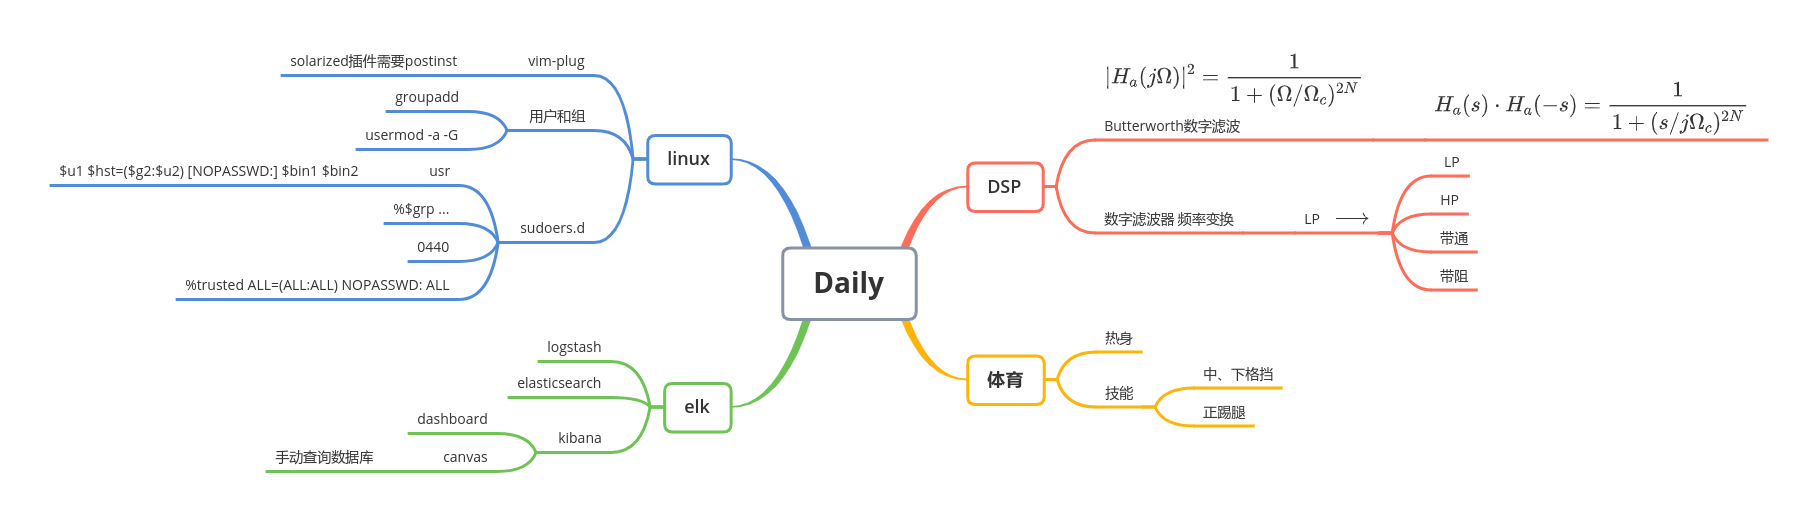 Daily
linux
vim-plug
solarized插件需要postinst
用户和组
groupadd
usermod -a -G
sudoers.d
usr
$u1 $hst=($g2:$u2) [NOPASSWD:] $bin1 $bin2
%$grp ...
0440
%trusted ALL=(ALL:ALL) NOPASSWD: ALL
elk
logstash
elasticsearch
kibana
dashboard
canvas
手动查询数据库
DSP
|H_a(jΩ)|^2 = \frac{1}{1 + (Ω/Ω_c)^{2N}}
Butterworth数字滤波
H_a(s) · H_a(−s) = \frac{1}{1 + (s/jΩ_c)^{2N}}
数字滤波器 频率变换
LP ⟶
LP
HP
带通
带阻
体育
热身
技能
中、下格挡
正踢腿